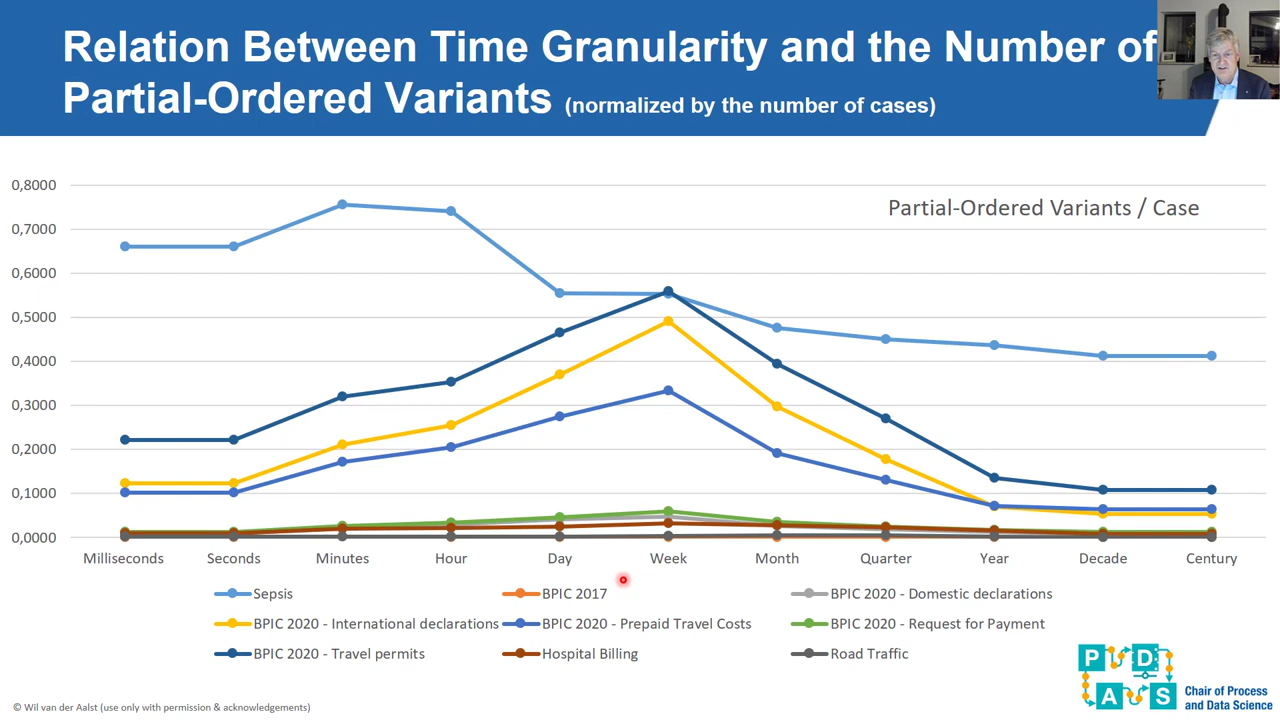 Relation Between Time Granularity and the Number of
Partial-Ordered Variants (normalized by the number of cases)
Partial-Ordered Variants / Case
0,8000
0,7000
0,6000
0,5000
0,4000
0,3000
0,2000
0,1000
0,0000
Milliseconds Seconds Minutes Hour Day Week Month Quarter Year Decade Century
Sepsis BPIC 2017 BPIC 2020 - Domestic declarations
BPIC 2020 - International declarations BPIC 2020 - Prepaid Travel Costs BPIC 2020 - Request for Payment
BPIC 2020 - Travel permits Hospital Billing Road Traffic
P D
A S
Chair of Process
and Data Science
© Wil van der Aalst (use only with permission & acknowledgements)